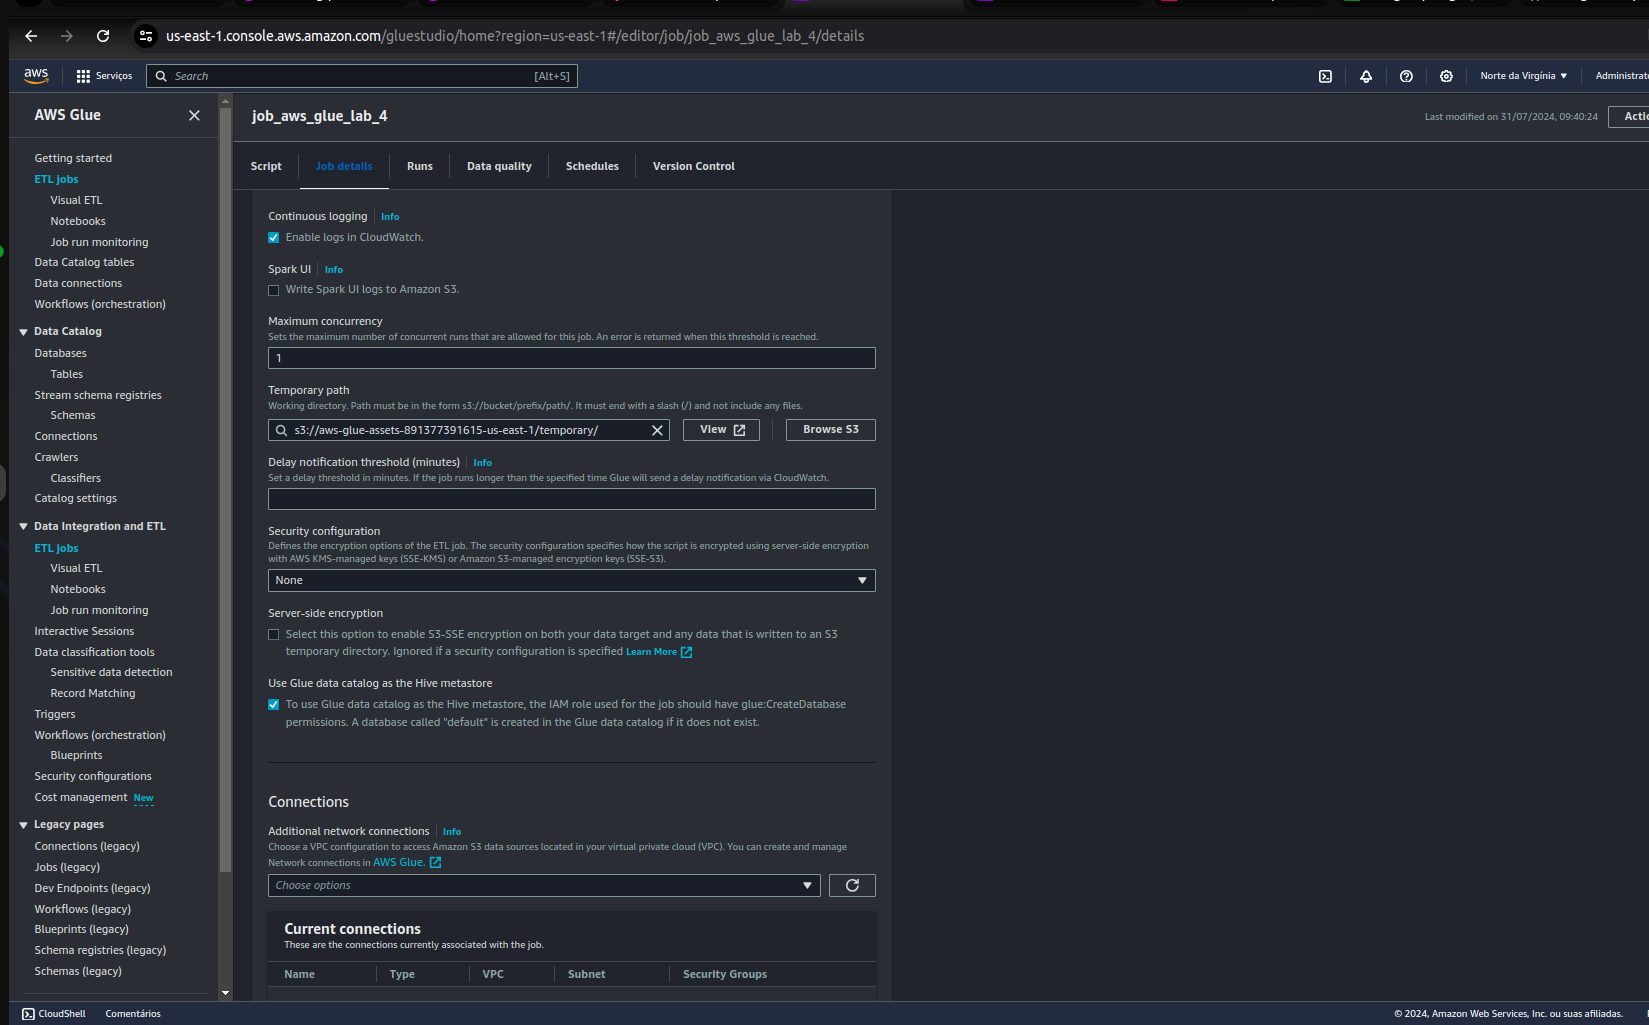 us-east-1.console.aws.amazon.com/gluestudio/home?region=us-east-1#/editor/job/job_aws_glue_lab_4/details
aws
Serviços
Search
[Alt+S]
Norte da Virgínia
AWS Glue
Getting started
ETL jobs
Visual ETL
Notebooks
Job run monitoring
Data Catalog tables
Data connections
Workflows (orchestration)
Data Catalog
Databases
Tables
Stream schema registries
Schemas
Connections
Crawlers
Classifiers
Catalog settings
Data Integration and ETL
ETL jobs
Visual ETL
Notebooks
Job run monitoring
Interactive Sessions
Data classification tools
Sensitive data detection
Record Matching
Triggers
Workflows (orchestration)
Blueprints
Security configurations
Cost management New
Legacy pages
Connections (legacy)
Jobs (legacy)
Dev Endpoints (legacy)
Workflows (legacy)
Blueprints (legacy)
Schema registries (legacy)
Schemas (legacy)
job_aws_glue_lab_4
Last modified on 31/07/2024, 09:40:24
Script
Job details
Runs
Data quality
Schedules
Version Control
Continuous logging Info
Enable logs in CloudWatch.
Spark UI Info
Write Spark UI logs to Amazon S3.
Maximum concurrency
Sets the maximum number of concurrent runs that are allowed for this job. An error is returned when this threshold is reached.
1
Temporary path
Working directory. Path must be in the form s3://bucket/prefix/path/. It must end with a slash (/) and not include any files.
s3://aws-glue-assets-891377391615-us-east-1/temporary/
View
Browse S3
Delay notification threshold (minutes) Info
Set a delay threshold in minutes. If the job runs longer than the specified time Glue will send a delay notification via CloudWatch.
Security configuration
Defines the encryption options of the ETL job. The security configuration specifies how the script is encrypted using server-side encryption
with AWS KMS-managed keys (SSE-KMS) or Amazon S3-managed encryption keys (SSE-S3).
None
Server-side encryption
Select this option to enable S3-SSE encryption on both your data target and any data that is written to an S3
temporary directory. Ignored if a security configuration is specified Learn More
Use Glue data catalog as the Hive metastore
To use Glue data catalog as the Hive metastore, the IAM role used for the job should have glue:CreateDatabase
permissions. A database called "default" is created in the Glue data catalog if it does not exist.
Connections
Additional network connections Info
Choose a VPC configuration to access Amazon S3 data sources located in your virtual private cloud (VPC). You can create and manage
Network connections in AWS Glue.
Choose options
Current connections
These are the connections currently associated with the job.
Name
Type
VPC
Subnet
Security Groups
CloudShell
Comentários
© 2024, Amazon Web Services, Inc. ou suas afiliadas.